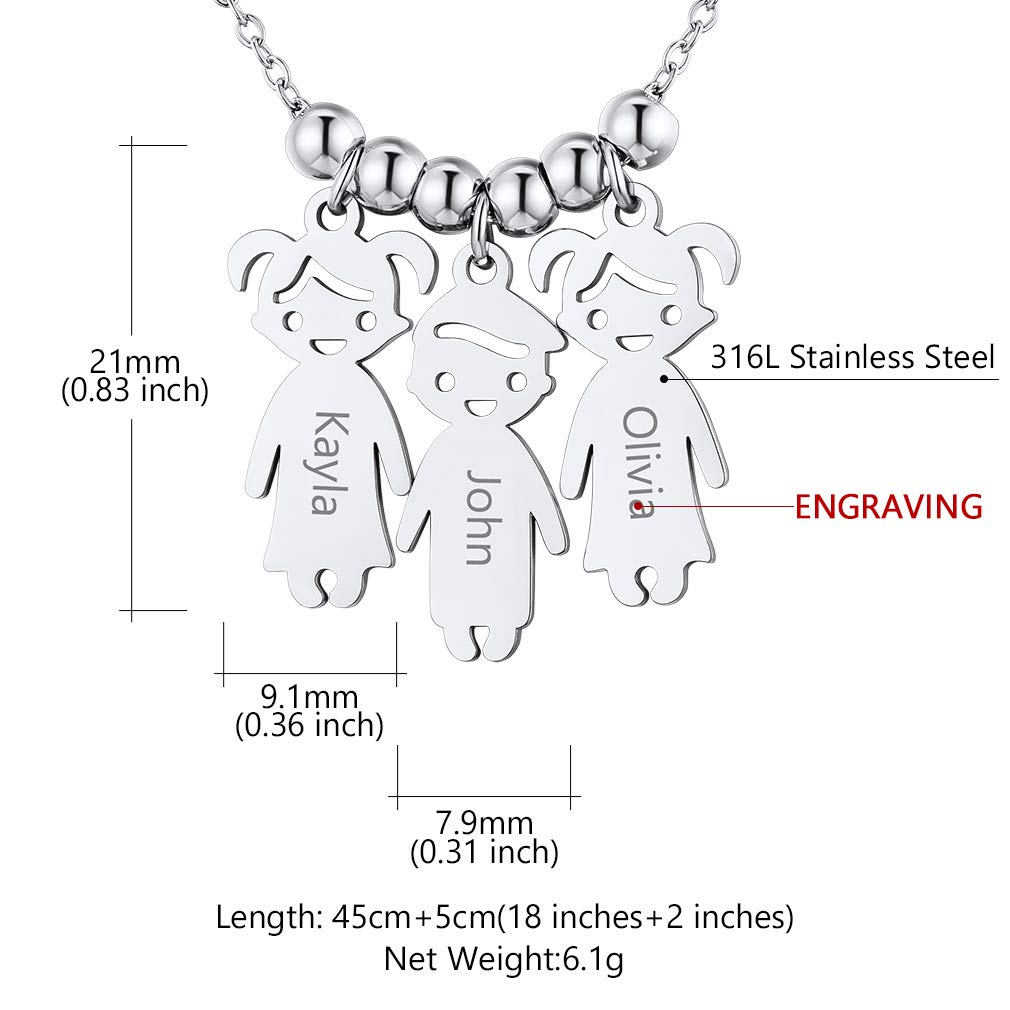 21mm
(0.83 inch)
316L Stainless Steel
Kayla
John
Olivia
ENGRAVING
9.1mm
(0.36 inch)
7.9mm
(0.31 inch)
Length: 45cm+5cm(18 inches+2 inches)
Net Weight:6.1g